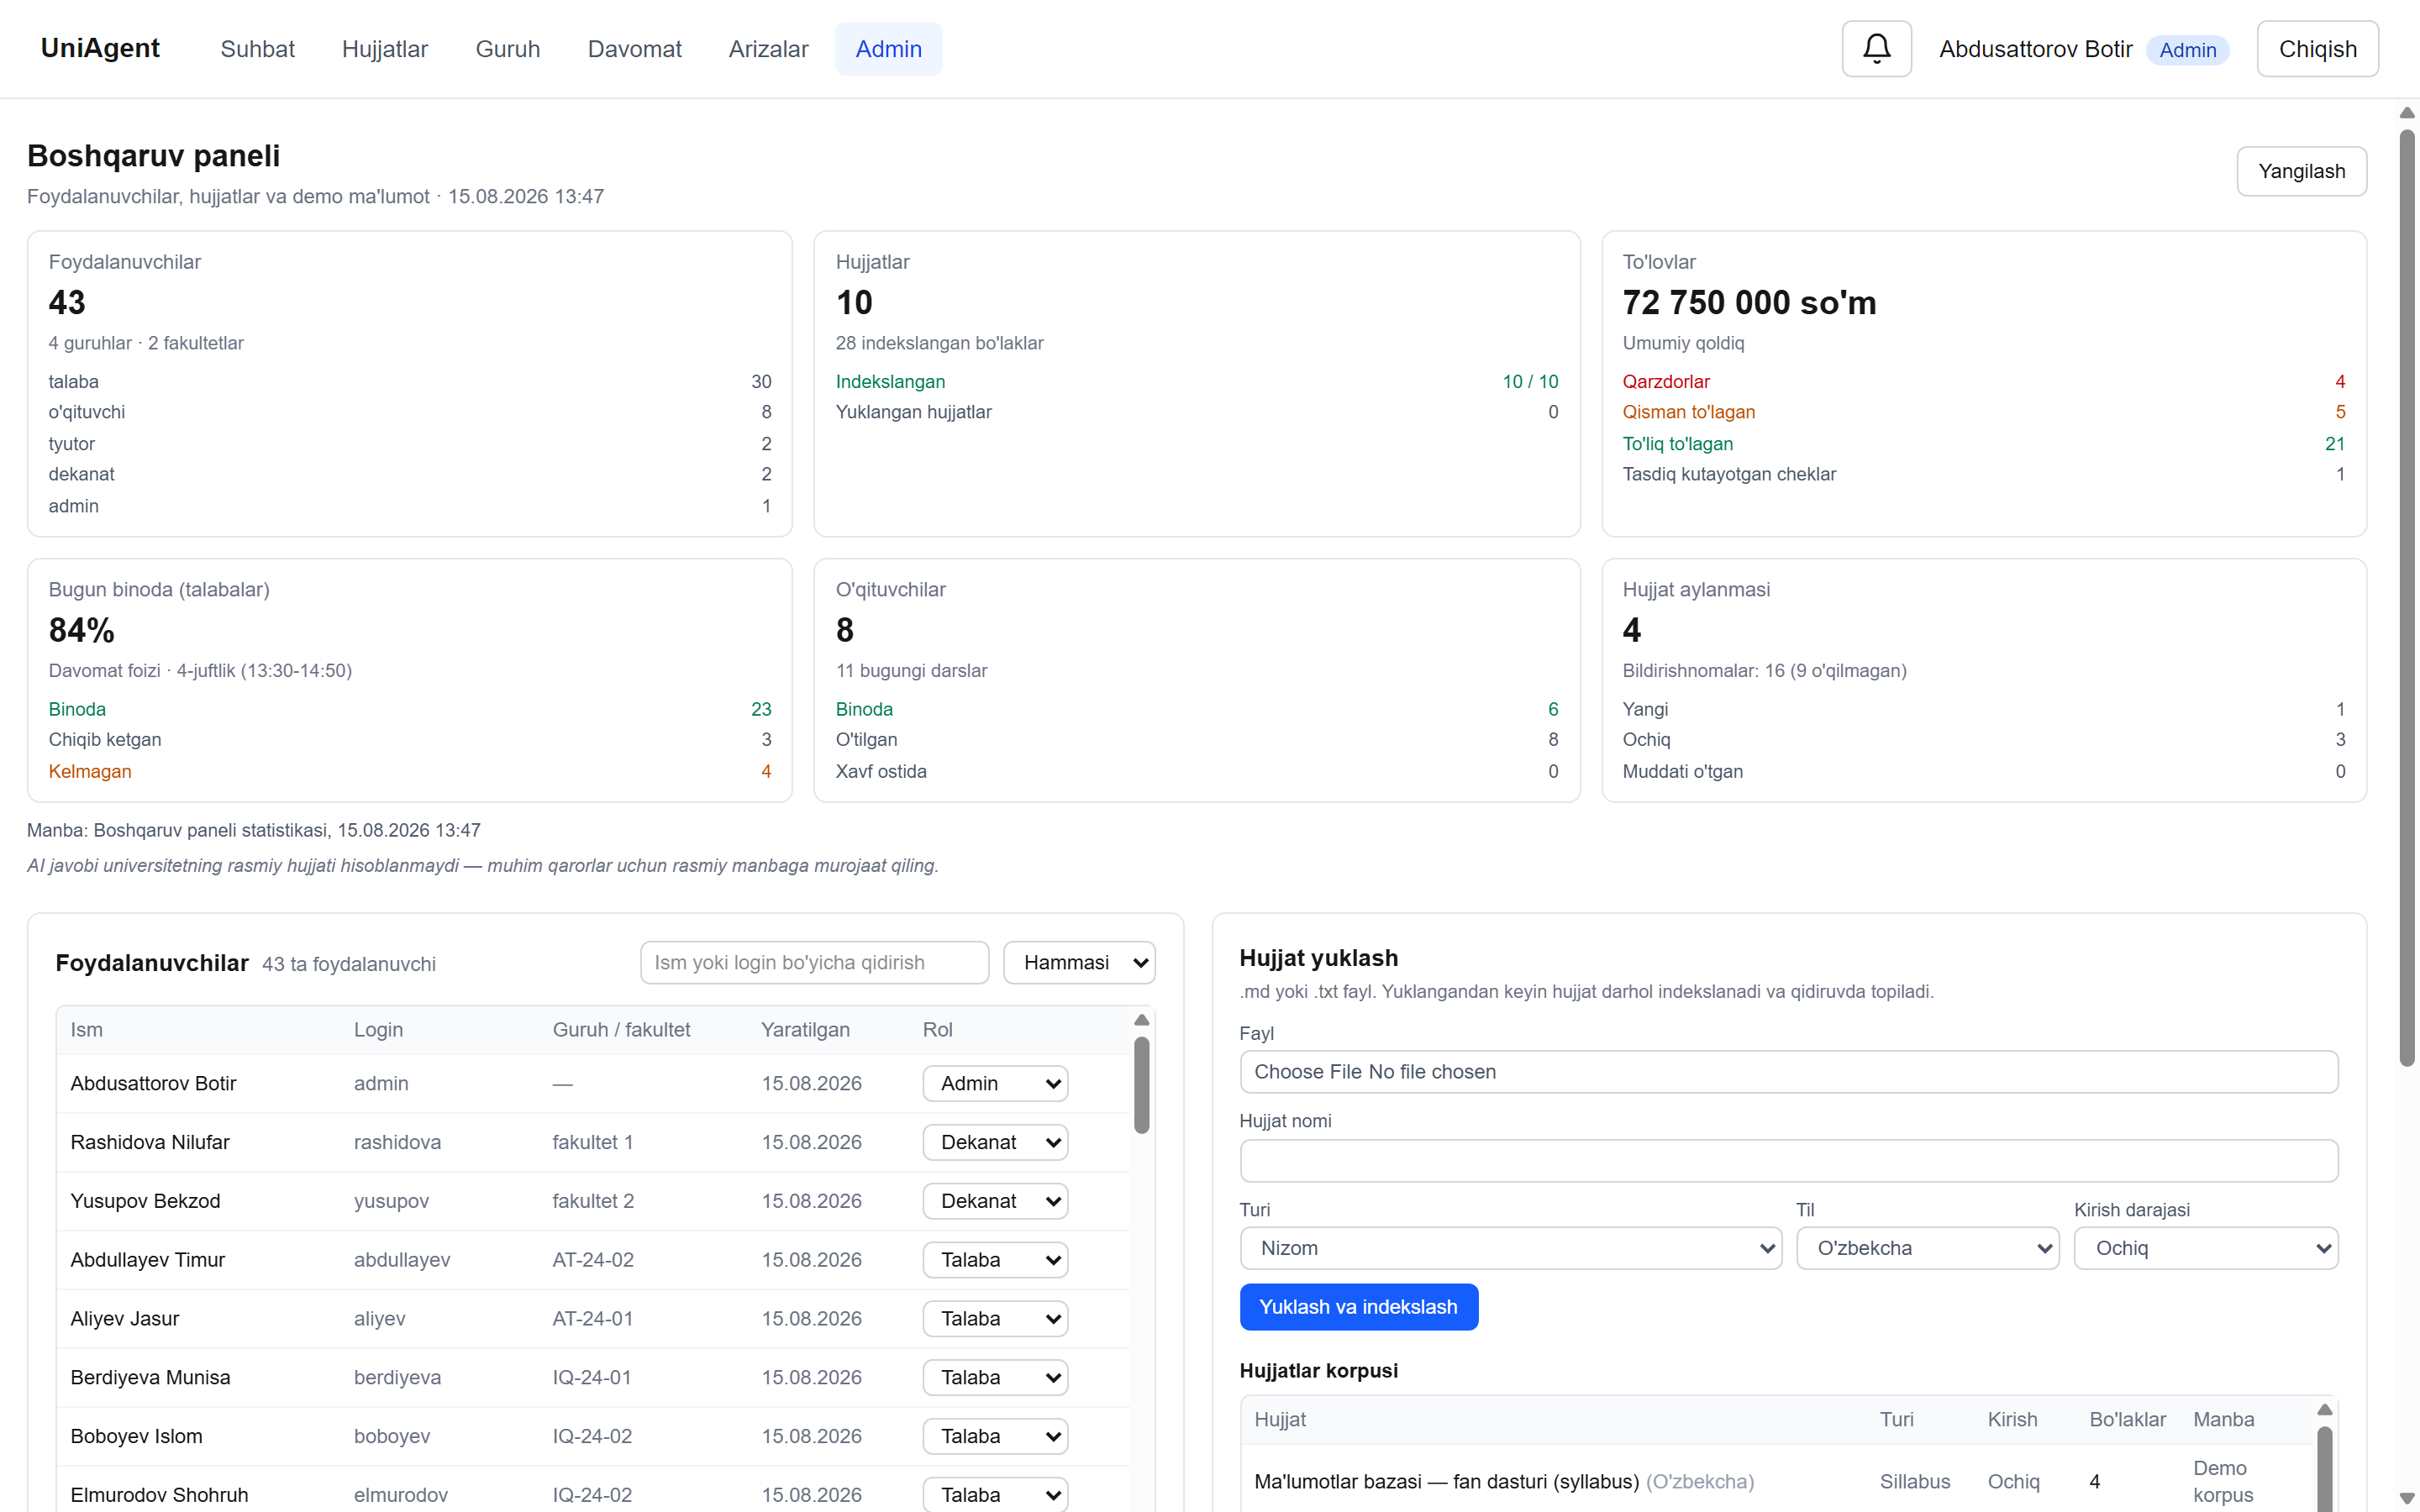 UniAgent Suhbat Hujjatlar Guruh Davomat Arizalar Admin Abdusattorov Botir Admin Chiqish
Boshqaruv paneli
Yangilash
Foydalanuvchilar, hujjatlar va demo ma'lumot · 15.08.2026 13:47
Foydalanuvchilar
43
4 guruhlar · 2 fakultetlar
talaba 30
o'qituvchi 8
tyutor 2
dekanat 2
admin 1
Hujjatlar
10
28 indekslangan bo'laklar
Indekslangan 10 / 10
Yuklangan hujjatlar 0
To'lovlar
72 750 000 so'm
Umumiy qoldiq
Qarzdorlar 4
Qisman to'lagan 5
To'liq to'lagan 21
Tasdiq kutayotgan cheklar 1
Bugun binoda (talabalar)
84%
Davomat foizi · 4-juftlik (13:30-14:50)
Binoda 23
Chiqib ketgan 3
Kelmagan 4
O'qituvchilar
8
11 bugungi darslar
Binoda 6
O'tilgan 8
Xavf ostida 0
Hujjat aylanmasi
4
Bildirishnomalar: 16 (9 o'qilmagan)
Yangi 1
Ochiq 3
Muddati o'tgan 0
Manba: Boshqaruv paneli statistikasi, 15.08.2026 13:47
AI javobi universitetning rasmiy hujjati hisoblanmaydi — muhim qarorlar uchun rasmiy manbaga murojaat qiling.
Foydalanuvchilar 43 ta foydalanuvchi Ism yoki login bo'yicha qidirish Hammasi
Ism Login Guruh / fakultet Yaratilgan Rol
Abdusattorov Botir admin — 15.08.2026 Admin
Rashidova Nilufar rashidova fakultet 1 15.08.2026 Dekanat
Yusupov Bekzod yusupov fakultet 2 15.08.2026 Dekanat
Abdullayev Timur abdullayev AT-24-02 15.08.2026 Talaba
Aliyev Jasur aliyev AT-24-01 15.08.2026 Talaba
Berdiyeva Munisa berdiyeva IQ-24-01 15.08.2026 Talaba
Boboyev Islom boboyev IQ-24-02 15.08.2026 Talaba
Elmurodov Shohruh elmurodov IQ-24-02 15.08.2026 Talaba
Hujjat yuklash
.md yoki .txt fayl. Yuklangandan keyin hujjat darhol indekslanadi va qidiruvda topiladi.
Fayl
Choose File No file chosen
Hujjat nomi
Turi Til Kirish darajasi
Nizom O'zbekcha Ochiq
Yuklash va indekslash
Hujjatlar korpusi
Hujjat Turi Kirish Bo'laklar Manba
Ma'lumotlar bazasi — fan dasturi (syllabus) (O'zbekcha) Sillabus Ochiq 4 Demo
korpus